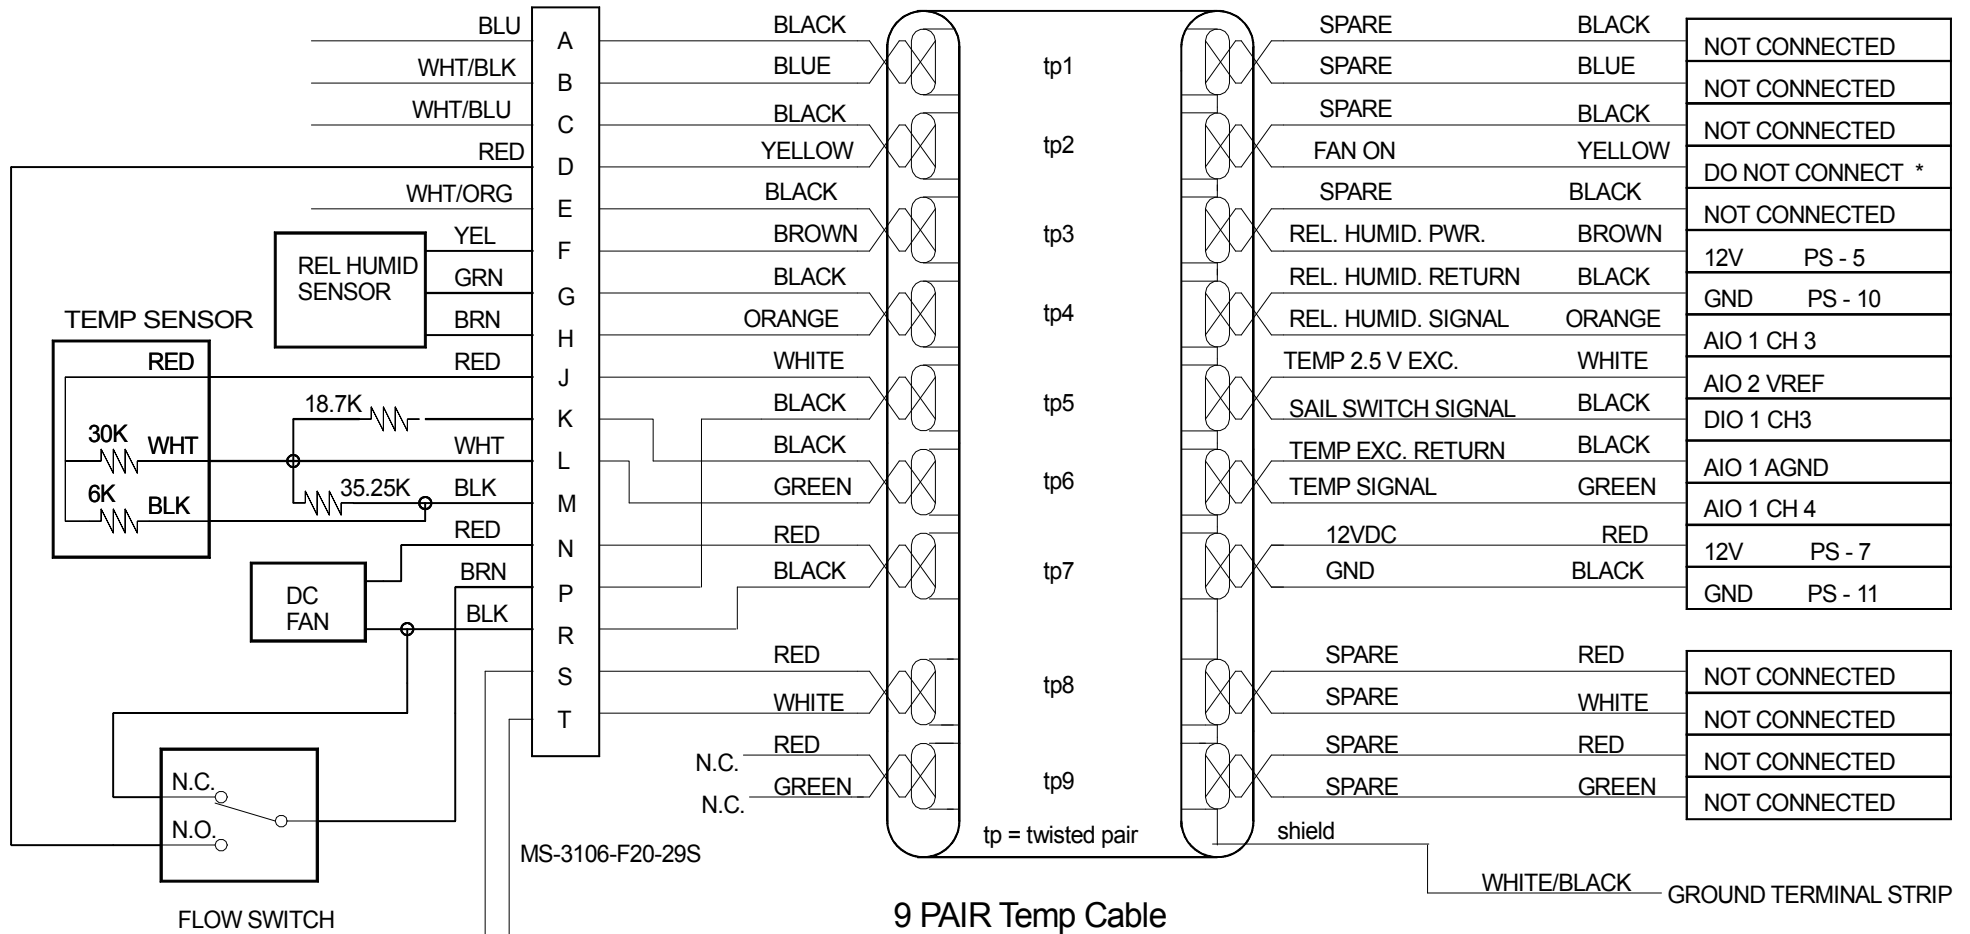 BLU A BLACK SPARE BLACK NOT CONNECTED
WHT/BLK B BLUE tp1 SPARE BLUE NOT CONNECTED
WHT/BLU C BLACK SPARE BLACK NOT CONNECTED
RED D YELLOW tp2 FAN ON YELLOW DO NOT CONNECT *
WHT/ORG E BLACK SPARE BLACK NOT CONNECTED
YEL F BROWN tp3 REL. HUMID. PWR. BROWN 12V PS - 5
REL HUMID
SENSOR
GRN G BLACK REL. HUMID. RETURN BLACK GND PS - 10
BRN H ORANGE tp4 REL. HUMID. SIGNAL ORANGE AIO 1 CH 3
TEMP SENSOR
RED RED J WHITE TEMP 2.5 V EXC. WHITE AIO 2 VREF
18.7K K BLACK tp5 SAIL SWITCH SIGNAL BLACK DIO 1 CH3
30K WHT WHT L BLACK TEMP EXC. RETURN BLACK AIO 1 AGND
6K BLK 35.25K BLK M GREEN tp6 TEMP SIGNAL GREEN AIO 1 CH 4
RED N RED 12VDC RED 12V PS - 7
DC
FAN
BRN P BLACK tp7 GND BLACK GND PS - 11
BLK R
S RED SPARE RED NOT CONNECTED
T WHITE tp8 SPARE WHITE NOT CONNECTED
N.C. RED SPARE RED NOT CONNECTED
N.C. GREEN tp9 SPARE GREEN NOT CONNECTED
N.C.
N.O.
tp = twisted pair shield
MS-3106-F20-29S
WHITE/BLACK GROUND TERMINAL STRIP
FLOW SWITCH
9 PAIR Temp Cable